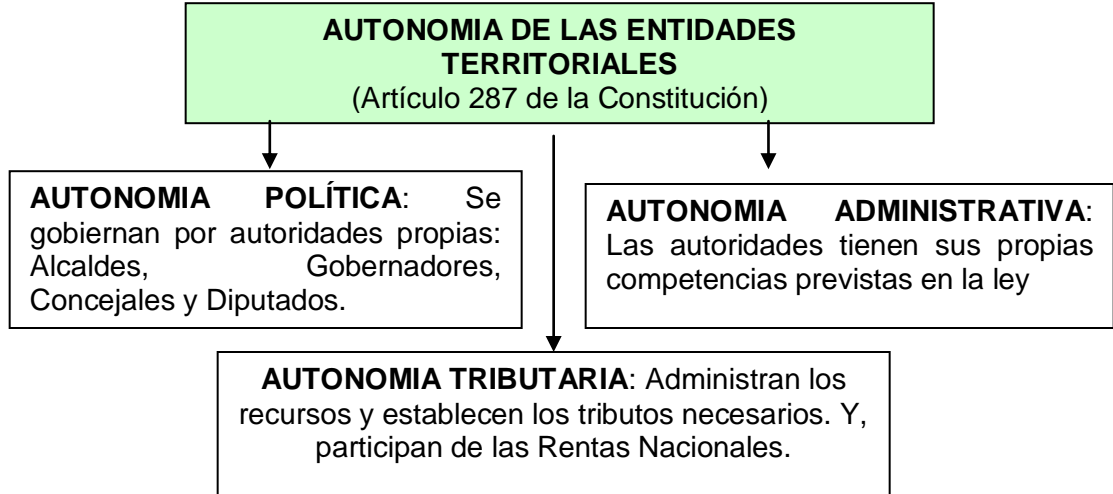 AUTONOMIA DE LAS ENTIDADES
TERRITORIALES
(Artículo 287 de la Constitución)
AUTONOMIA POLÍTICA: Se
gobiernan por autoridades propias:
Alcaldes, Gobernadores,
Concejales y Diputados.
AUTONOMIA ADMINISTRATIVA:
Las autoridades tienen sus propias
competencias previstas en la ley
AUTONOMIA TRIBUTARIA: Administran los
recursos y establecen los tributos necesarios. Y,
participan de las Rentas Nacionales.